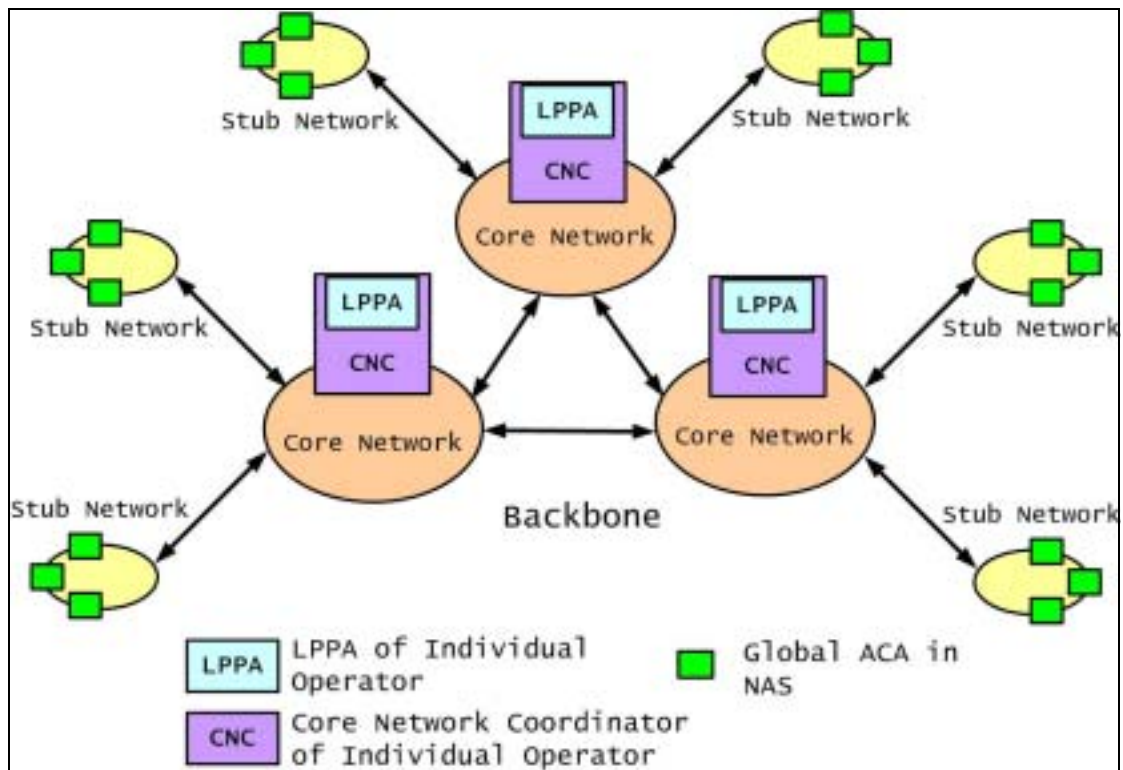 Stub Network
Stub Network
LPPA
CNC
Core Network
Stub Network
LPPA
CNC
Core Network
LPPA
CNC
Core Network
Stub Network
Stub Network
Backbone
Stub Network
LPPA
LPPA of Individual
Operator
CNC
Core Network Coordinator
of Individual Operator
Global ACA in
NAS